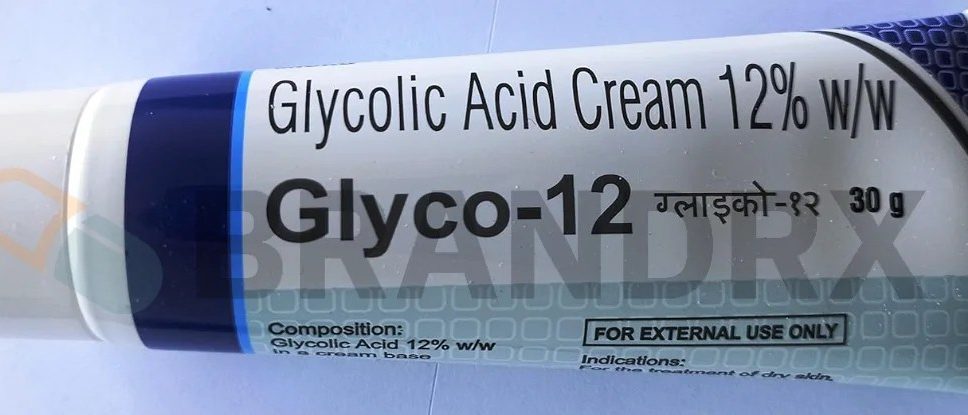 Glycolic Acid Cream 12% w/w
Glyco-12 ग्लाइको-१२ 30 g
BRANDRX
Composition:
Glycolic Acid 12% w/w
in a cream base
FOR EXTERNAL USE ONLY
Indications:
For the treatment of dry skin,